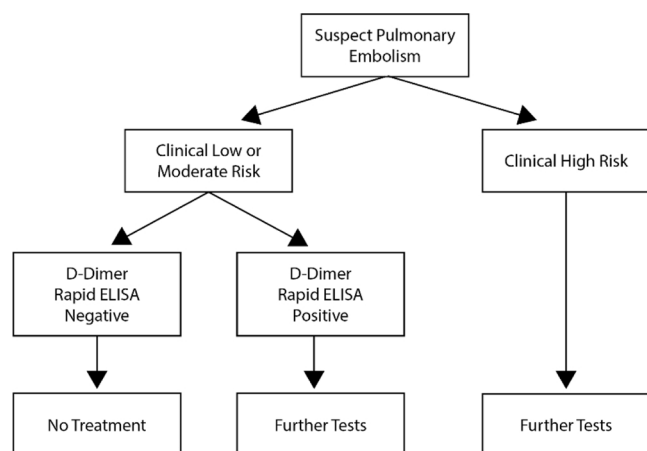 Suspect Pulmonary
Embolism
Clinical Low or
Moderate Risk
Clinical High Risk
D-Dimer
Rapid ELISA
Negative
D-Dimer
Rapid ELISA
Positive
No Treatment
Further Tests
Further Tests